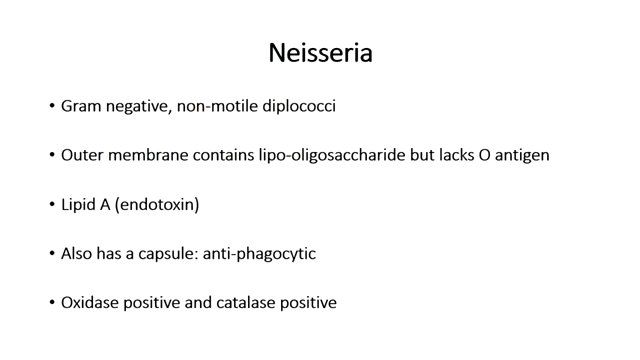 Neisseria
• Gram negative, non-motile diplococci
• Outer membrane contains lipo-oligosaccharide but lacks O antigen
• Lipid A (endotoxin)
• Also has a capsule: anti-phagocytic
• Oxidase positive and catalase positive